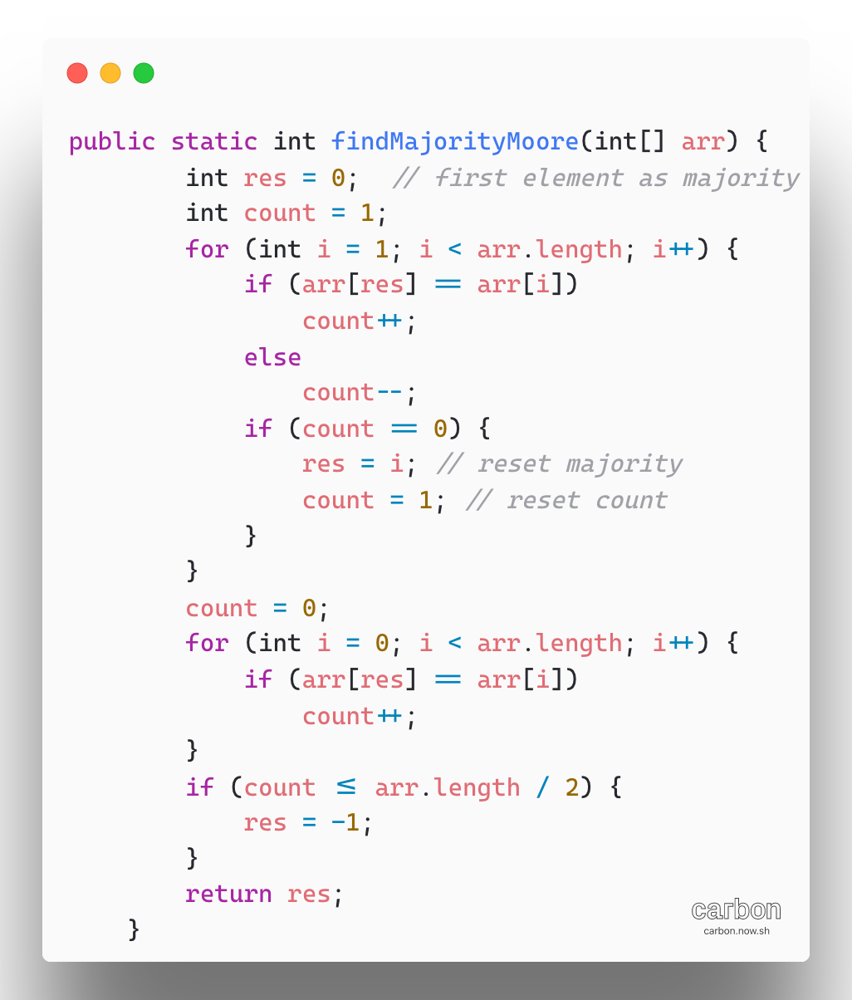 public static int findMajorityMoore(int[] arr) {
        int res = 0;  // first element as majority
        int count = 1;
        for (int i = 1; i < arr.length; i++) {
            if (arr[res] == arr[i])
                count++;
            else
                count--;
            if (count == 0) {
                res = i; // reset majority
                count = 1; // reset count
            }
        }
        count = 0;
        for (int i = 0; i < arr.length; i++) {
            if (arr[res] == arr[i])
                count++;
        }
        if (count <= arr.length / 2) {
            res = -1;
        }
        return res;
    }
carbon
carbon.now.sh